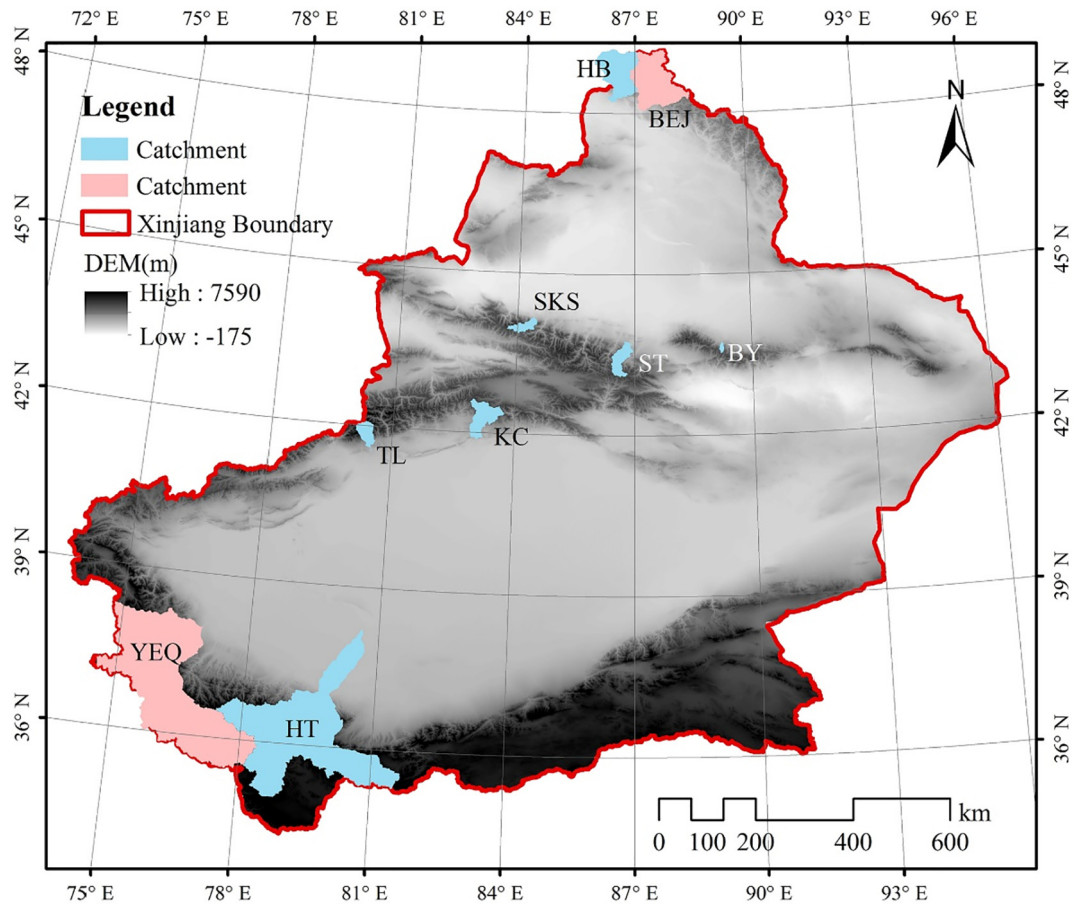 72° E 75° E 78° E 81° E 84° E 87° E 90° E 93° E 96° E
48° N
45° N
42° N
39° N
36° N
48° N
45° N
42° N
39° N
36° N
Legend
Catchment
Catchment
Xinjiang Boundary
DEM(m)
High : 7590
Low : -175
HB
BEJ
N
SKS
ST
BY
KC
TL
YEQ
HT
km
0 100 200 400 600
75° E 78° E 81° E 84° E 87° E 90° E 93° E